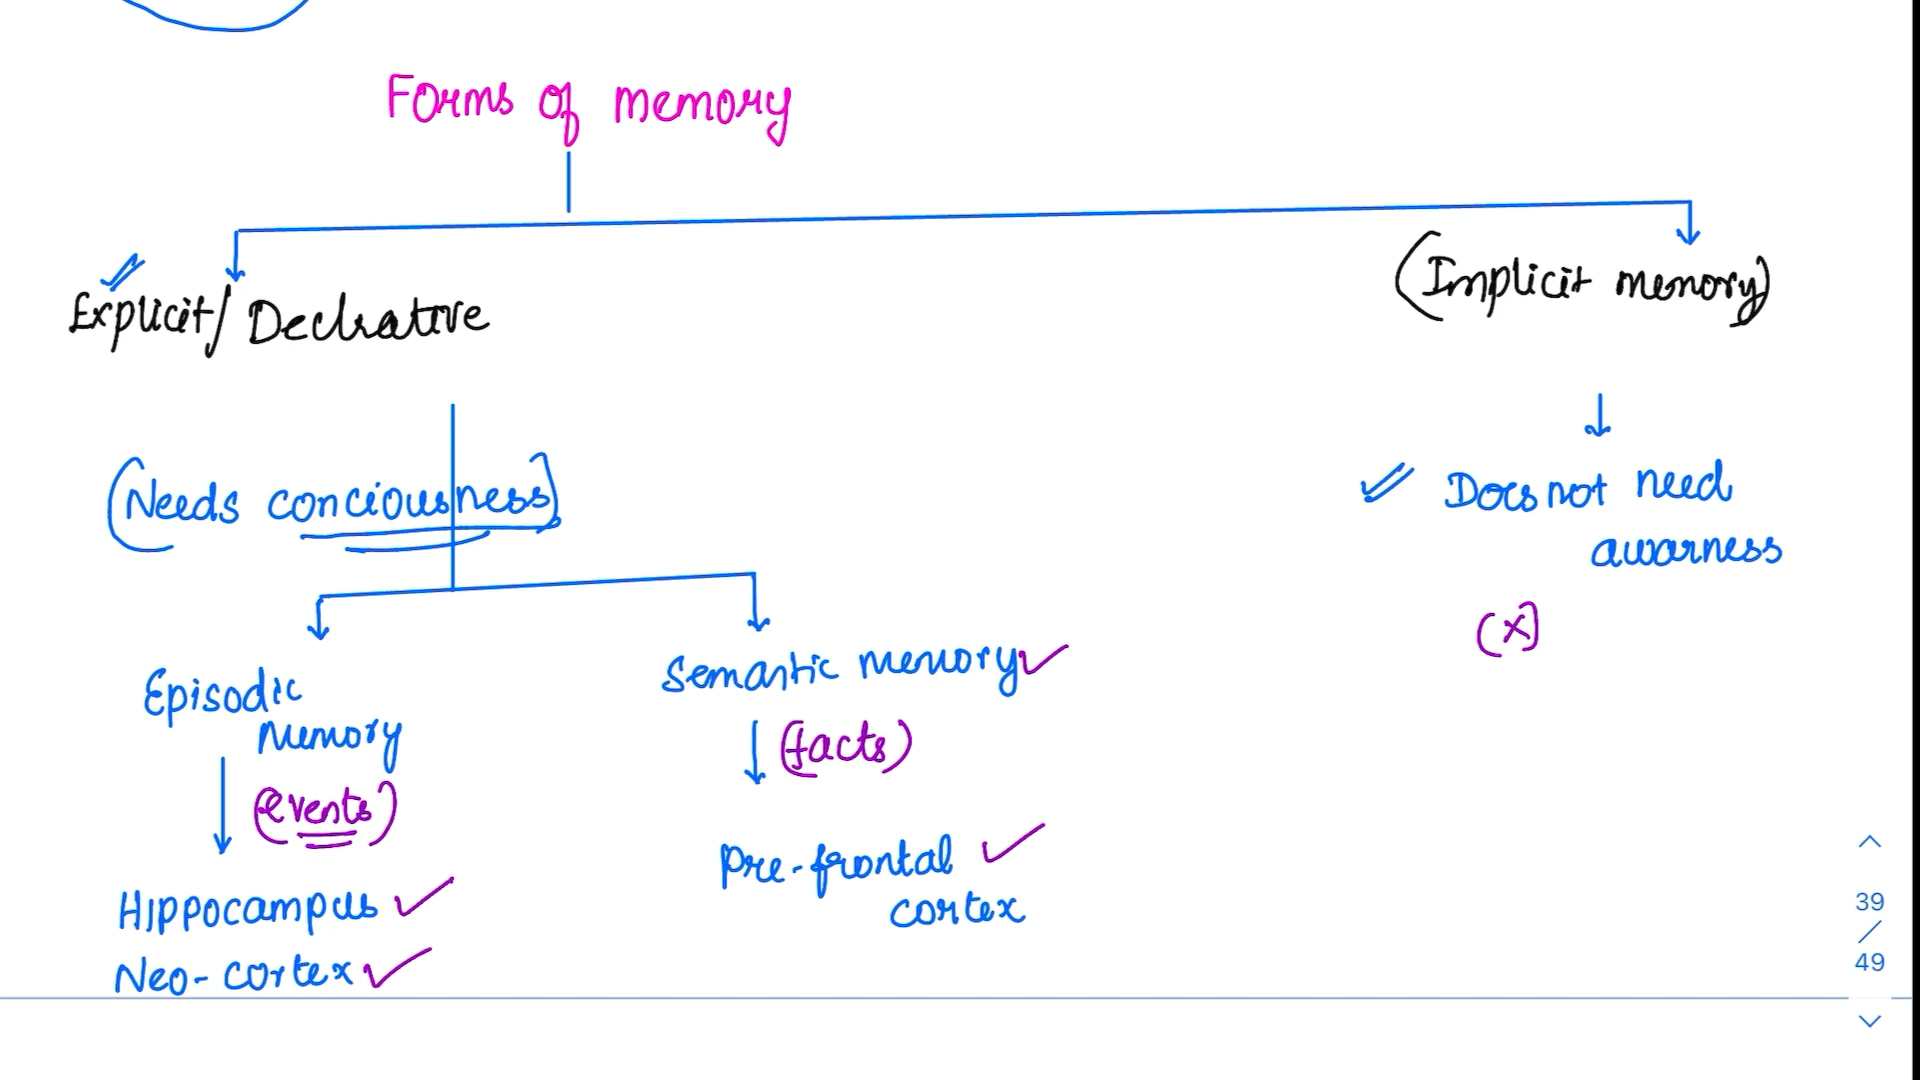 Forms of memory
Explicit/ Declrative
(Implicit memory)
(Needs conciousness)
Does not need
awarness
(x)
Episodic
Memory
(events)
Hippocampus
Neo-cortex
Semantic memory
(facts)
Pre-frontal
cortex
39
/
49